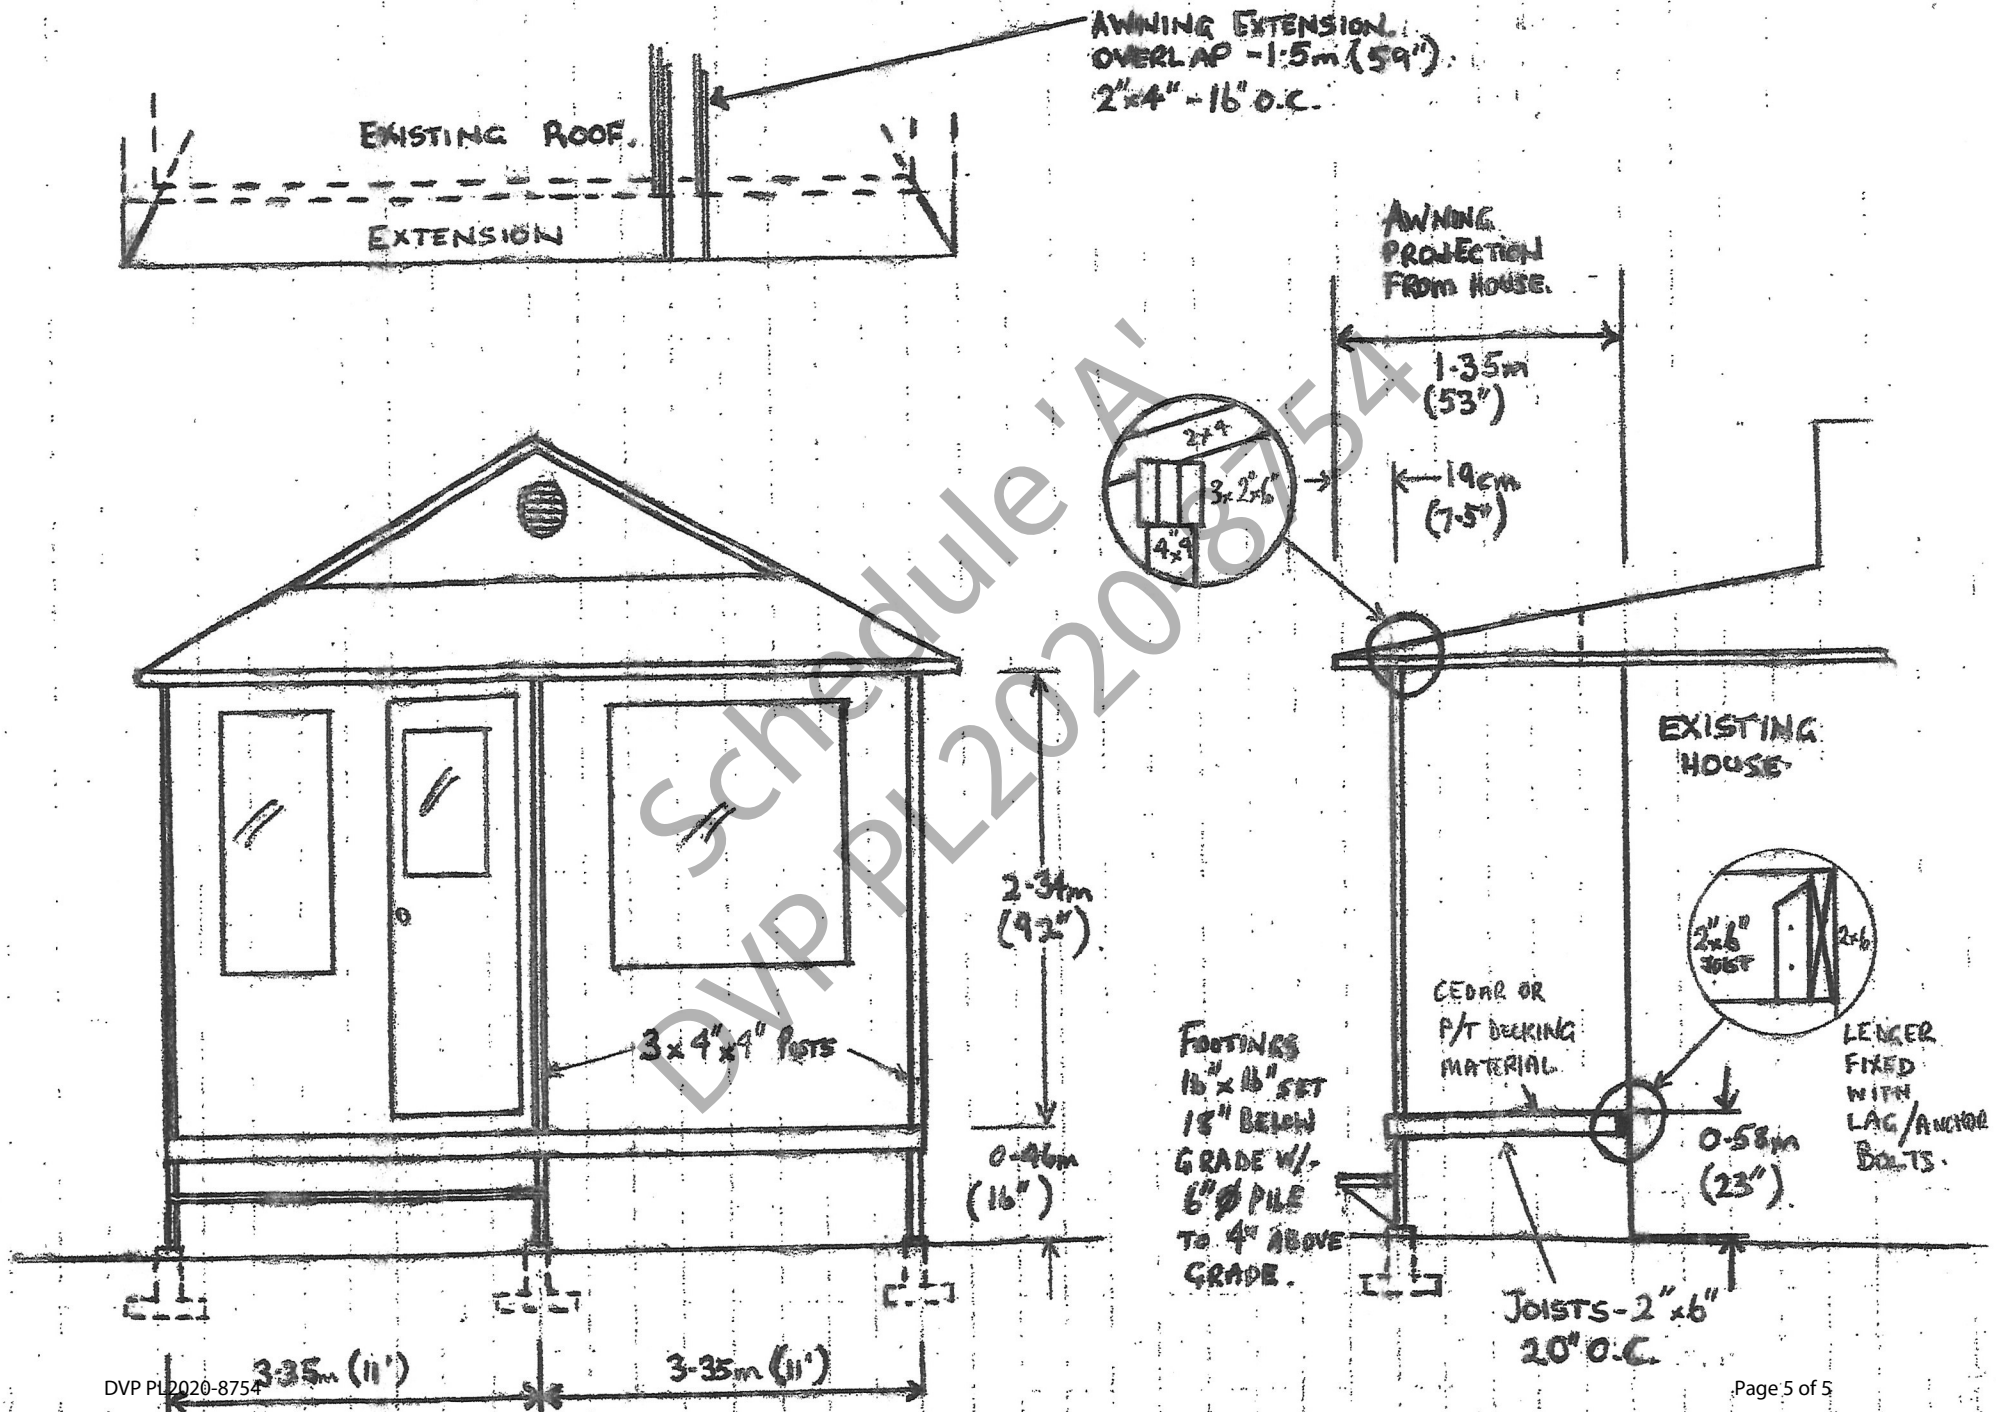 AWNING EXTENSION.
OVERLAP - 1.5m (59").
2"x4" - 16" O.C.
EXISTING ROOF.
EXTENSION
AWNING
PROJECTION
FROM HOUSE.
1.35m
(53")
19cm
(7.5")
2x4
3x2"x6"
4"x4"
Schedule 'A'
DVP PL2020-8754
EXISTING
HOUSE
2.34m
(92").
3 x 4"x4" POSTS
0.46m
(16")
2"x6"
JOIST
2x6
CEDAR OR
P/T DECKING
MATERIAL
LEDGER
FIXED
WITH
LAG/ANCHOR
BOLTS.
FOOTINGS
16"x16" SET
18" BELOW
GRADE W/-
6" Ø PILE
TO 4" ABOVE
GRADE.
0.58m
(23").
JOISTS - 2"x6"
20" O.C.
3.35m (11')
3.35m (11')
DVP PL2020-8754
Page 5 of 5